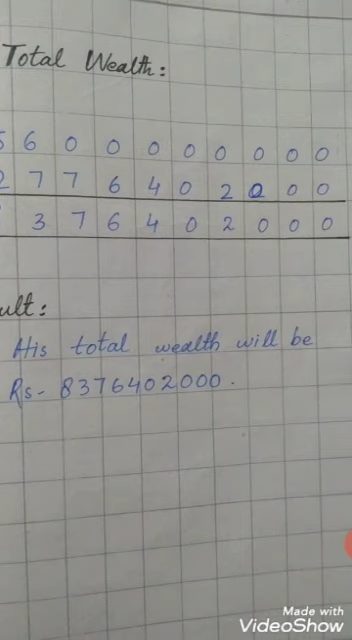 Total Wealth:
5 6 0 0 0 0 0 0 0 0
2 7 7 6 4 0 2 0 0 0
3 7 6 4 0 2 0 0 0
ult:
His total wealth will be
Rs- 8376402000.
Made with
VideoShow